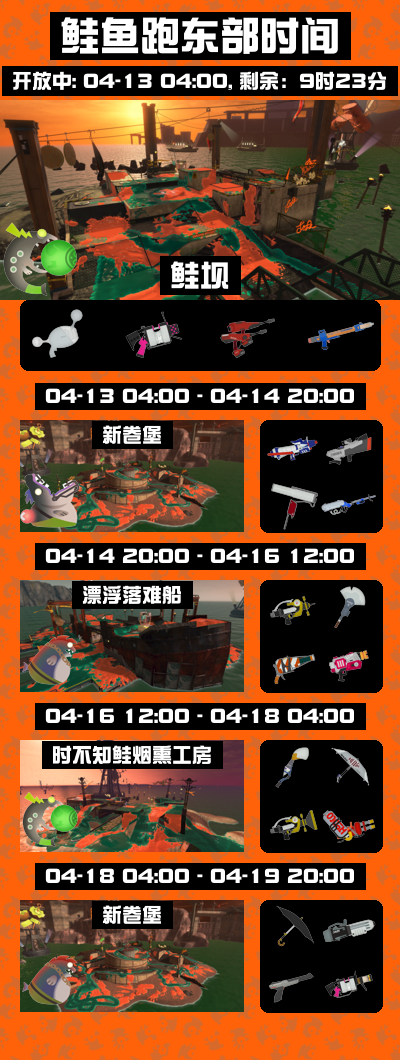 鲑鱼跑东部时间
开放中: 04-13 04:00, 剩余: 9时23分
鲑坝
04-13 04:00 - 04-14 20:00
新卷堡
04-14 20:00 - 04-16 12:00
漂浮落难船
04-16 12:00 - 04-18 04:00
时不知鲑烟熏工房
04-18 04:00 - 04-19 20:00
新卷堡